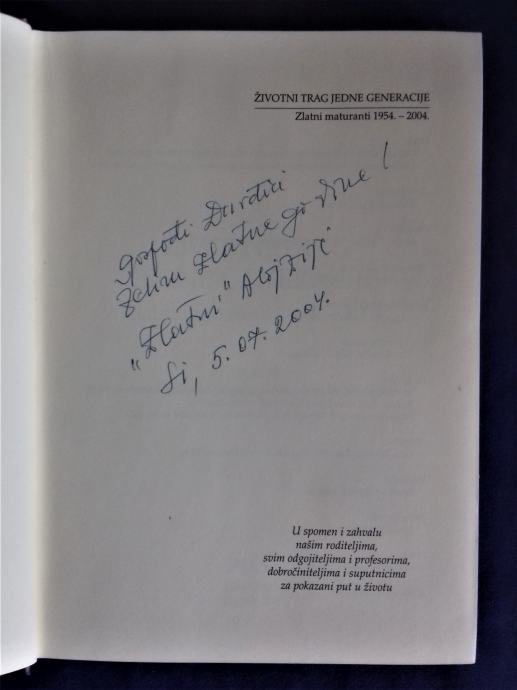 ŽIVOTNI TRAG JEDNE GENERACIJE
Zlatni maturanti 1954. – 2004.
Gospođi Đurđici
želim zlatne godine!
"Zlatni" Alojzije
Si, 5.07.2004.
U spomen i zahvalu
našim roditeljima,
svim odgojiteljima i profesorima,
dobročiniteljima i suputnicima
za pokazani put u životu